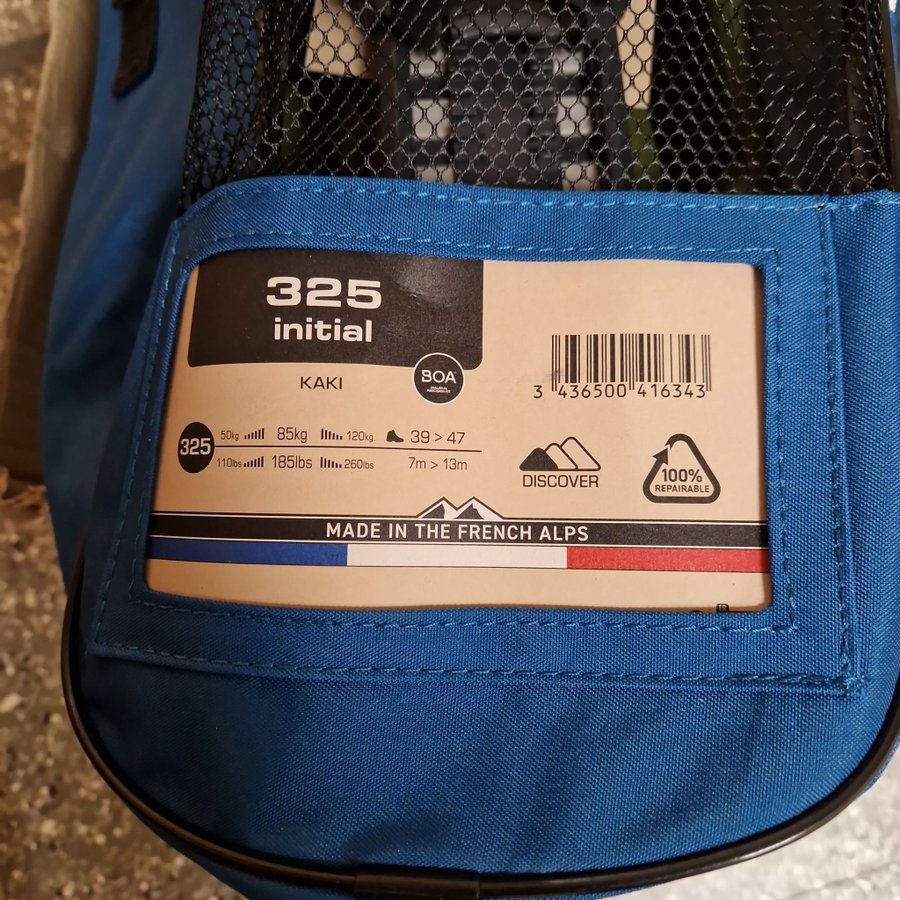 325
initial
KAKI
BOA
3 436500 416343
325
50kg 85kg 120kg 39 > 47
110lbs 185lbs 260lbs 7m > 13m
DISCOVER
100%
REPAIRABLE
MADE IN THE FRENCH ALPS